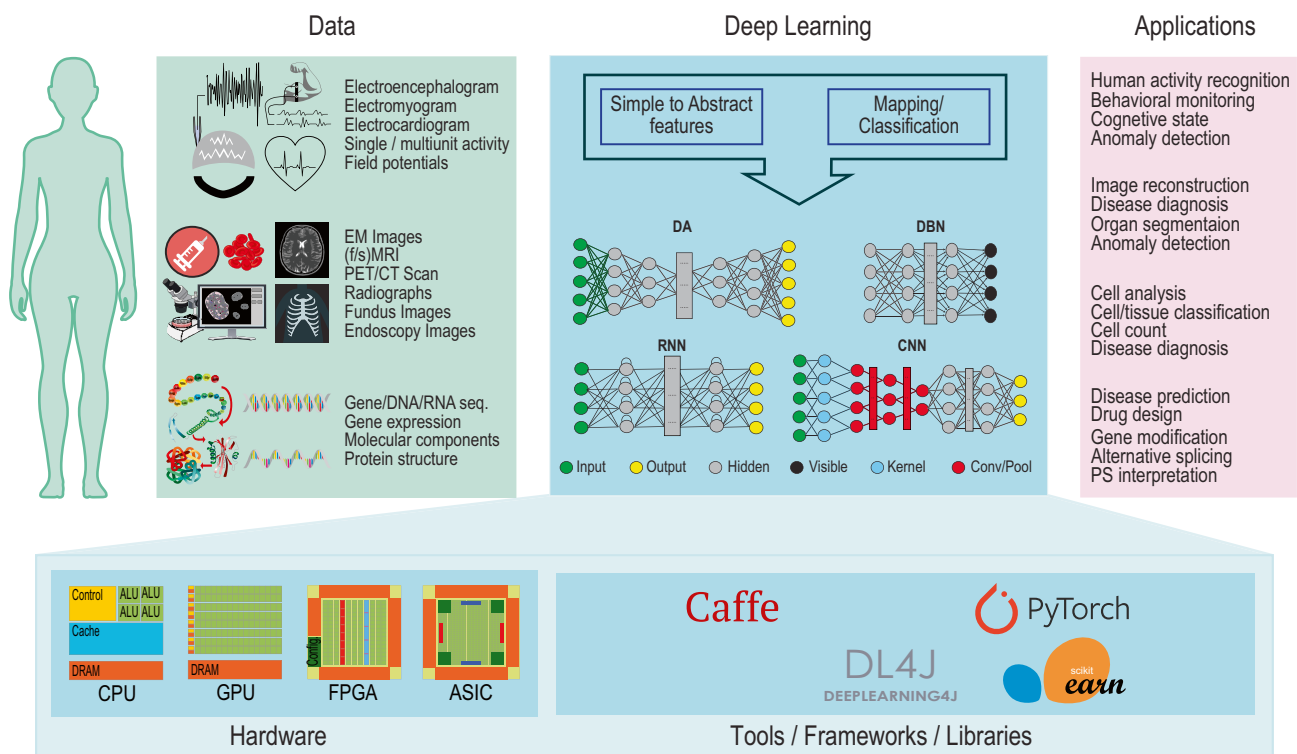 Data
Deep Learning
Applications
Electroencephalogram
Electromyogram
Electrocardiogram
Single / multiunit activity
Field potentials
EM Images
(f/s)MRI
PET/CT Scan
Radiographs
Fundus Images
Endoscopy Images
Gene/DNA/RNA seq.
Gene expression
Molecular components
Protein structure
Simple to Abstract
features
Mapping/
Classification
DA
DBN
RNN
CNN
Input
Output
Hidden
Visible
Kernel
Conv/Pool
Human activity recognition
Behavioral monitoring
Cognetive state
Anomaly detection
Image reconstruction
Disease diagnosis
Organ segmentaion
Anomaly detection
Cell analysis
Cell/tissue classification
Cell count
Disease diagnosis
Disease prediction
Drug design
Gene modification
Alternative splicing
PS interpretation
Control
ALU ALU
ALU ALU
Cache
DRAM
CPU
DRAM
GPU
Config.
FPGA
ASIC
Hardware
Caffe
PyTorch
DL4J
DEEPLEARNING4J
scikit
earn
Tools / Frameworks / Libraries